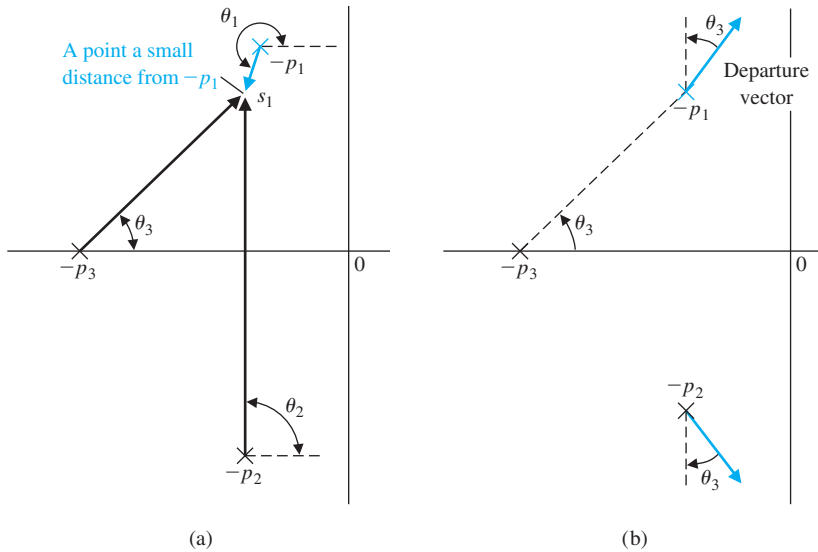 θ₁
A point a small
distance from −p₁
−p₁
s₁
θ₃
−p₃
0
θ₂
−p₂
(a)
θ₃
Departure
vector
−p₁
θ₃
−p₃
0
−p₂
θ₃
(b)